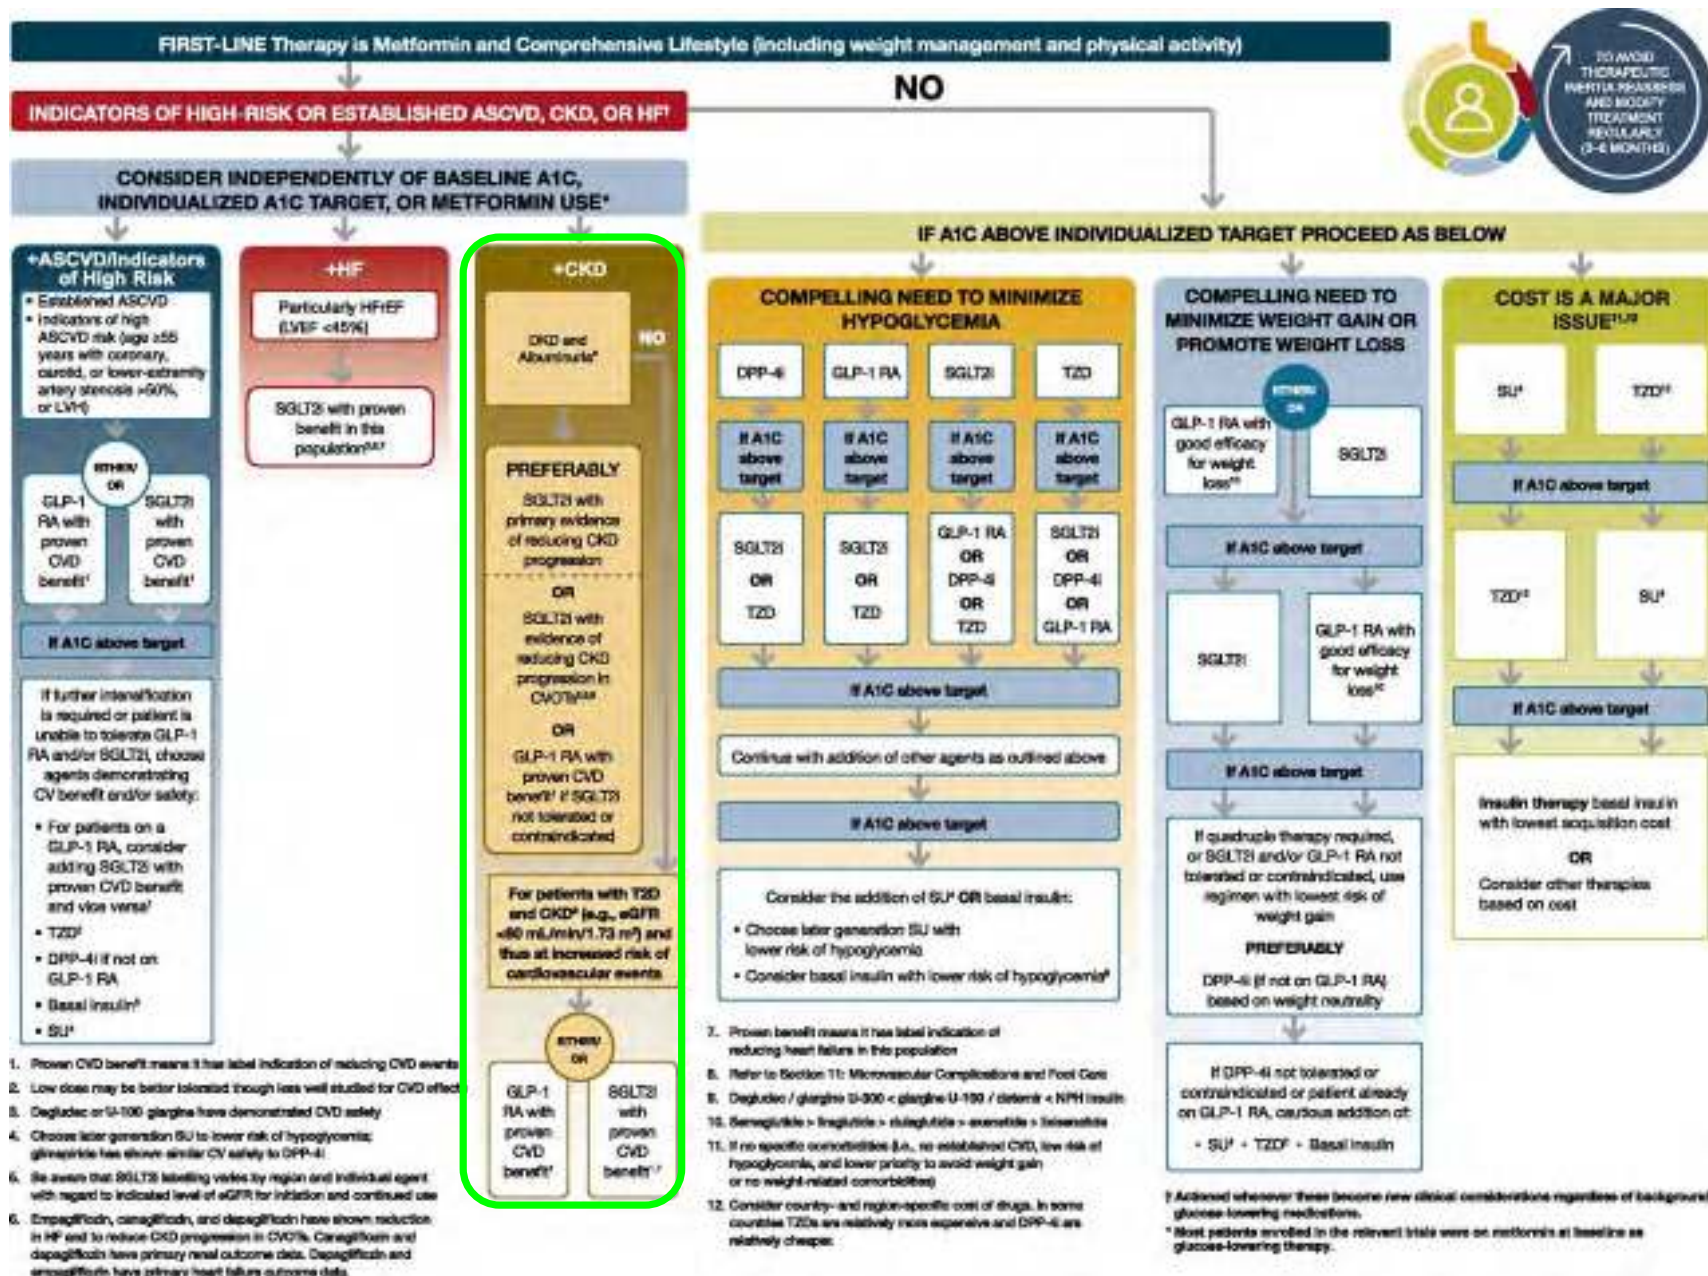 FIRST-LINE Therapy is Metformin and Comprehensive Lifestyle (including weight management and physical activity)
TO AVOID
THERAPEUTIC
INERTIA REASSESS
AND MODIFY
TREATMENT
REGULARLY
(3-6 MONTHS)
NO
INDICATORS OF HIGH-RISK OR ESTABLISHED ASCVD, CKD, OR HF†
CONSIDER INDEPENDENTLY OF BASELINE A1C,
INDIVIDUALIZED A1C TARGET, OR METFORMIN USE*
+ASCVD/Indicators
of High Risk
• Established ASCVD
• Indicators of high
ASCVD risk (age ≥55
years with coronary,
carotid, or lower-extremity
artery stenosis >50%,
or LVH)
EITHER/
OR
GLP-1
RA with
proven
CVD
benefit¹
SGLT2i
with
proven
CVD
benefit¹
If A1C above target
If further intensification
is required or patient is
unable to tolerate GLP-1
RA and/or SGLT2i, choose
agents demonstrating
CV benefit and/or safety:
• For patients on a
GLP-1 RA, consider
adding SGLT2i with
proven CVD benefit
and vice versa¹
• TZD²
• DPP-4i if not on
GLP-1 RA
• Basal insulin³
• SU⁴
+HF
Particularly HFrEF
(LVEF <45%)
SGLT2i with proven
benefit in this
population⁵,⁶,⁷
+CKD
DKD and
Albuminuria⁸
NO
PREFERABLY
SGLT2i with
primary evidence
of reducing CKD
progression
OR
SGLT2i with
evidence of
reducing CKD
progression in
CVOTs⁵,⁶,⁸
OR
GLP-1 RA with
proven CVD
benefit¹ if SGLT2i
not tolerated or
contraindicated
For patients with T2D
and CKD⁸ (e.g., eGFR
<60 mL/min/1.73 m²) and
thus at increased risk of
cardiovascular events
EITHER/
OR
GLP-1
RA with
proven
CVD
benefit¹
SGLT2i
with
proven
CVD
benefit¹,⁷
IF A1C ABOVE INDIVIDUALIZED TARGET PROCEED AS BELOW
COMPELLING NEED TO MINIMIZE
HYPOGLYCEMIA
DPP-4i
GLP-1 RA
SGLT2i
TZD
If A1C
above
target
If A1C
above
target
If A1C
above
target
If A1C
above
target
SGLT2i
OR
TZD
SGLT2i
OR
TZD
GLP-1 RA
OR
DPP-4i
OR
TZD
SGLT2i
OR
DPP-4i
OR
GLP-1 RA
If A1C above target
Continue with addition of other agents as outlined above
If A1C above target
Consider the addition of SU⁴ OR basal insulin:
• Choose later generation SU with
lower risk of hypoglycemia
• Consider basal insulin with lower risk of hypoglycemia⁹
COMPELLING NEED TO
MINIMIZE WEIGHT GAIN OR
PROMOTE WEIGHT LOSS
EITHER/
OR
GLP-1 RA with
good efficacy
for weight
loss¹⁰
SGLT2i
If A1C above target
SGLT2i
GLP-1 RA with
good efficacy
for weight
loss¹⁰
If A1C above target
If quadruple therapy required,
or SGLT2i and/or GLP-1 RA not
tolerated or contraindicated, use
regimen with lowest risk of
weight gain
PREFERABLY
DPP-4i (if not on GLP-1 RA)
based on weight neutrality
If DPP-4i not tolerated or
contraindicated or patient already
on GLP-1 RA, cautious addition of:
• SU⁴ • TZD² • Basal insulin
COST IS A MAJOR
ISSUE¹¹,¹²
SU⁴
TZD¹²
If A1C above target
TZD¹²
SU⁴
If A1C above target
Insulin therapy basal insulin
with lowest acquisition cost
OR
Consider other therapies
based on cost
1. Proven CVD benefit means it has label indication of reducing CVD events
2. Low dose may be better tolerated though less well studied for CVD effects
3. Degludec or U-100 glargine have demonstrated CVD safety
4. Choose later generation SU to lower risk of hypoglycemia;
glimepiride has shown similar CV safety to DPP-4i
5. Be aware that SGLT2i labelling varies by region and individual agent
with regard to indicated level of eGFR for initiation and continued use
6. Empagliflozin, canagliflozin, and dapagliflozin have shown reduction
in HF and to reduce CKD progression in CVOTs. Canagliflozin and
dapagliflozin have primary renal outcome data. Dapagliflozin and
empagliflozin have primary heart failure outcome data.
7. Proven benefit means it has label indication of
reducing heart failure in this population
8. Refer to Section 11: Microvascular Complications and Foot Care
9. Degludec / glargine U-300 < glargine U-100 / detemir < NPH insulin
10. Semaglutide > liraglutide > dulaglutide > exenatide > lixisenatide
11. If no specific comorbidities (i.e., no established CVD, low risk of
hypoglycemia, and lower priority to avoid weight gain
or no weight-related comorbidities)
12. Consider country- and region-specific cost of drugs. In some
countries TZDs are relatively more expensive and DPP-4i are
relatively cheaper.
† Actioned whenever these become new clinical considerations regardless of background
glucose-lowering medications.
* Most patients enrolled in the relevant trials were on metformin at baseline as
glucose-lowering therapy.